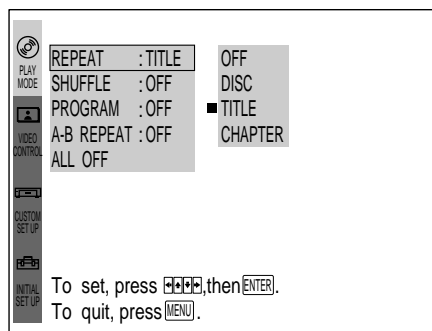 PLAY
MODE
VIDEO
CONTROL
CUSTOM
SET UP
INITIAL
SET UP
REPEAT :TITLE
SHUFFLE :OFF
PROGRAM :OFF
A-B REPEAT :OFF
ALL OFF
OFF
DISC
TITLE
CHAPTER
To set, press ,then ENTER.
To quit, press MENU.